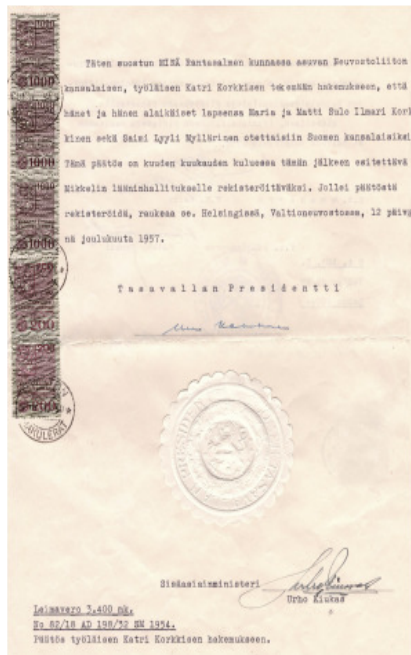 Täten suostun MINÄ Rantasalmen kunnassa asuvan Neuvostoliiton
kansalaisen, työläisen Katri Korkkisen tekemään hakemukseen, että
hänet ja hänen alaikäiset lapsensa Maria ja Matti Sulo Ilmari Kork
kinen sekä Saimi Lyyli Myllärinen otettaisiin Suomen kansalaisiksi.
Tämä päätös on kuuden kuukauden kuluessa tämän jälkeen esitettävä
Mikkelin lääninhallitukselle rekisteröitäväksi. Jollei päätöstä
rekisteröidä, raukeaa se. Helsingissä, Valtioneuvostossa, 12 päivä
nä joulukuuta 1957.
Tasavallan Presidentti
1000
1000
1000
200
Sisäasiainministeri
Urho Kiukas
Leimavero 3.400 mk.
No 82/18 AD 198/32 SM 1954.
Päätös työläisen Katri Korkkisen hakemukseen.